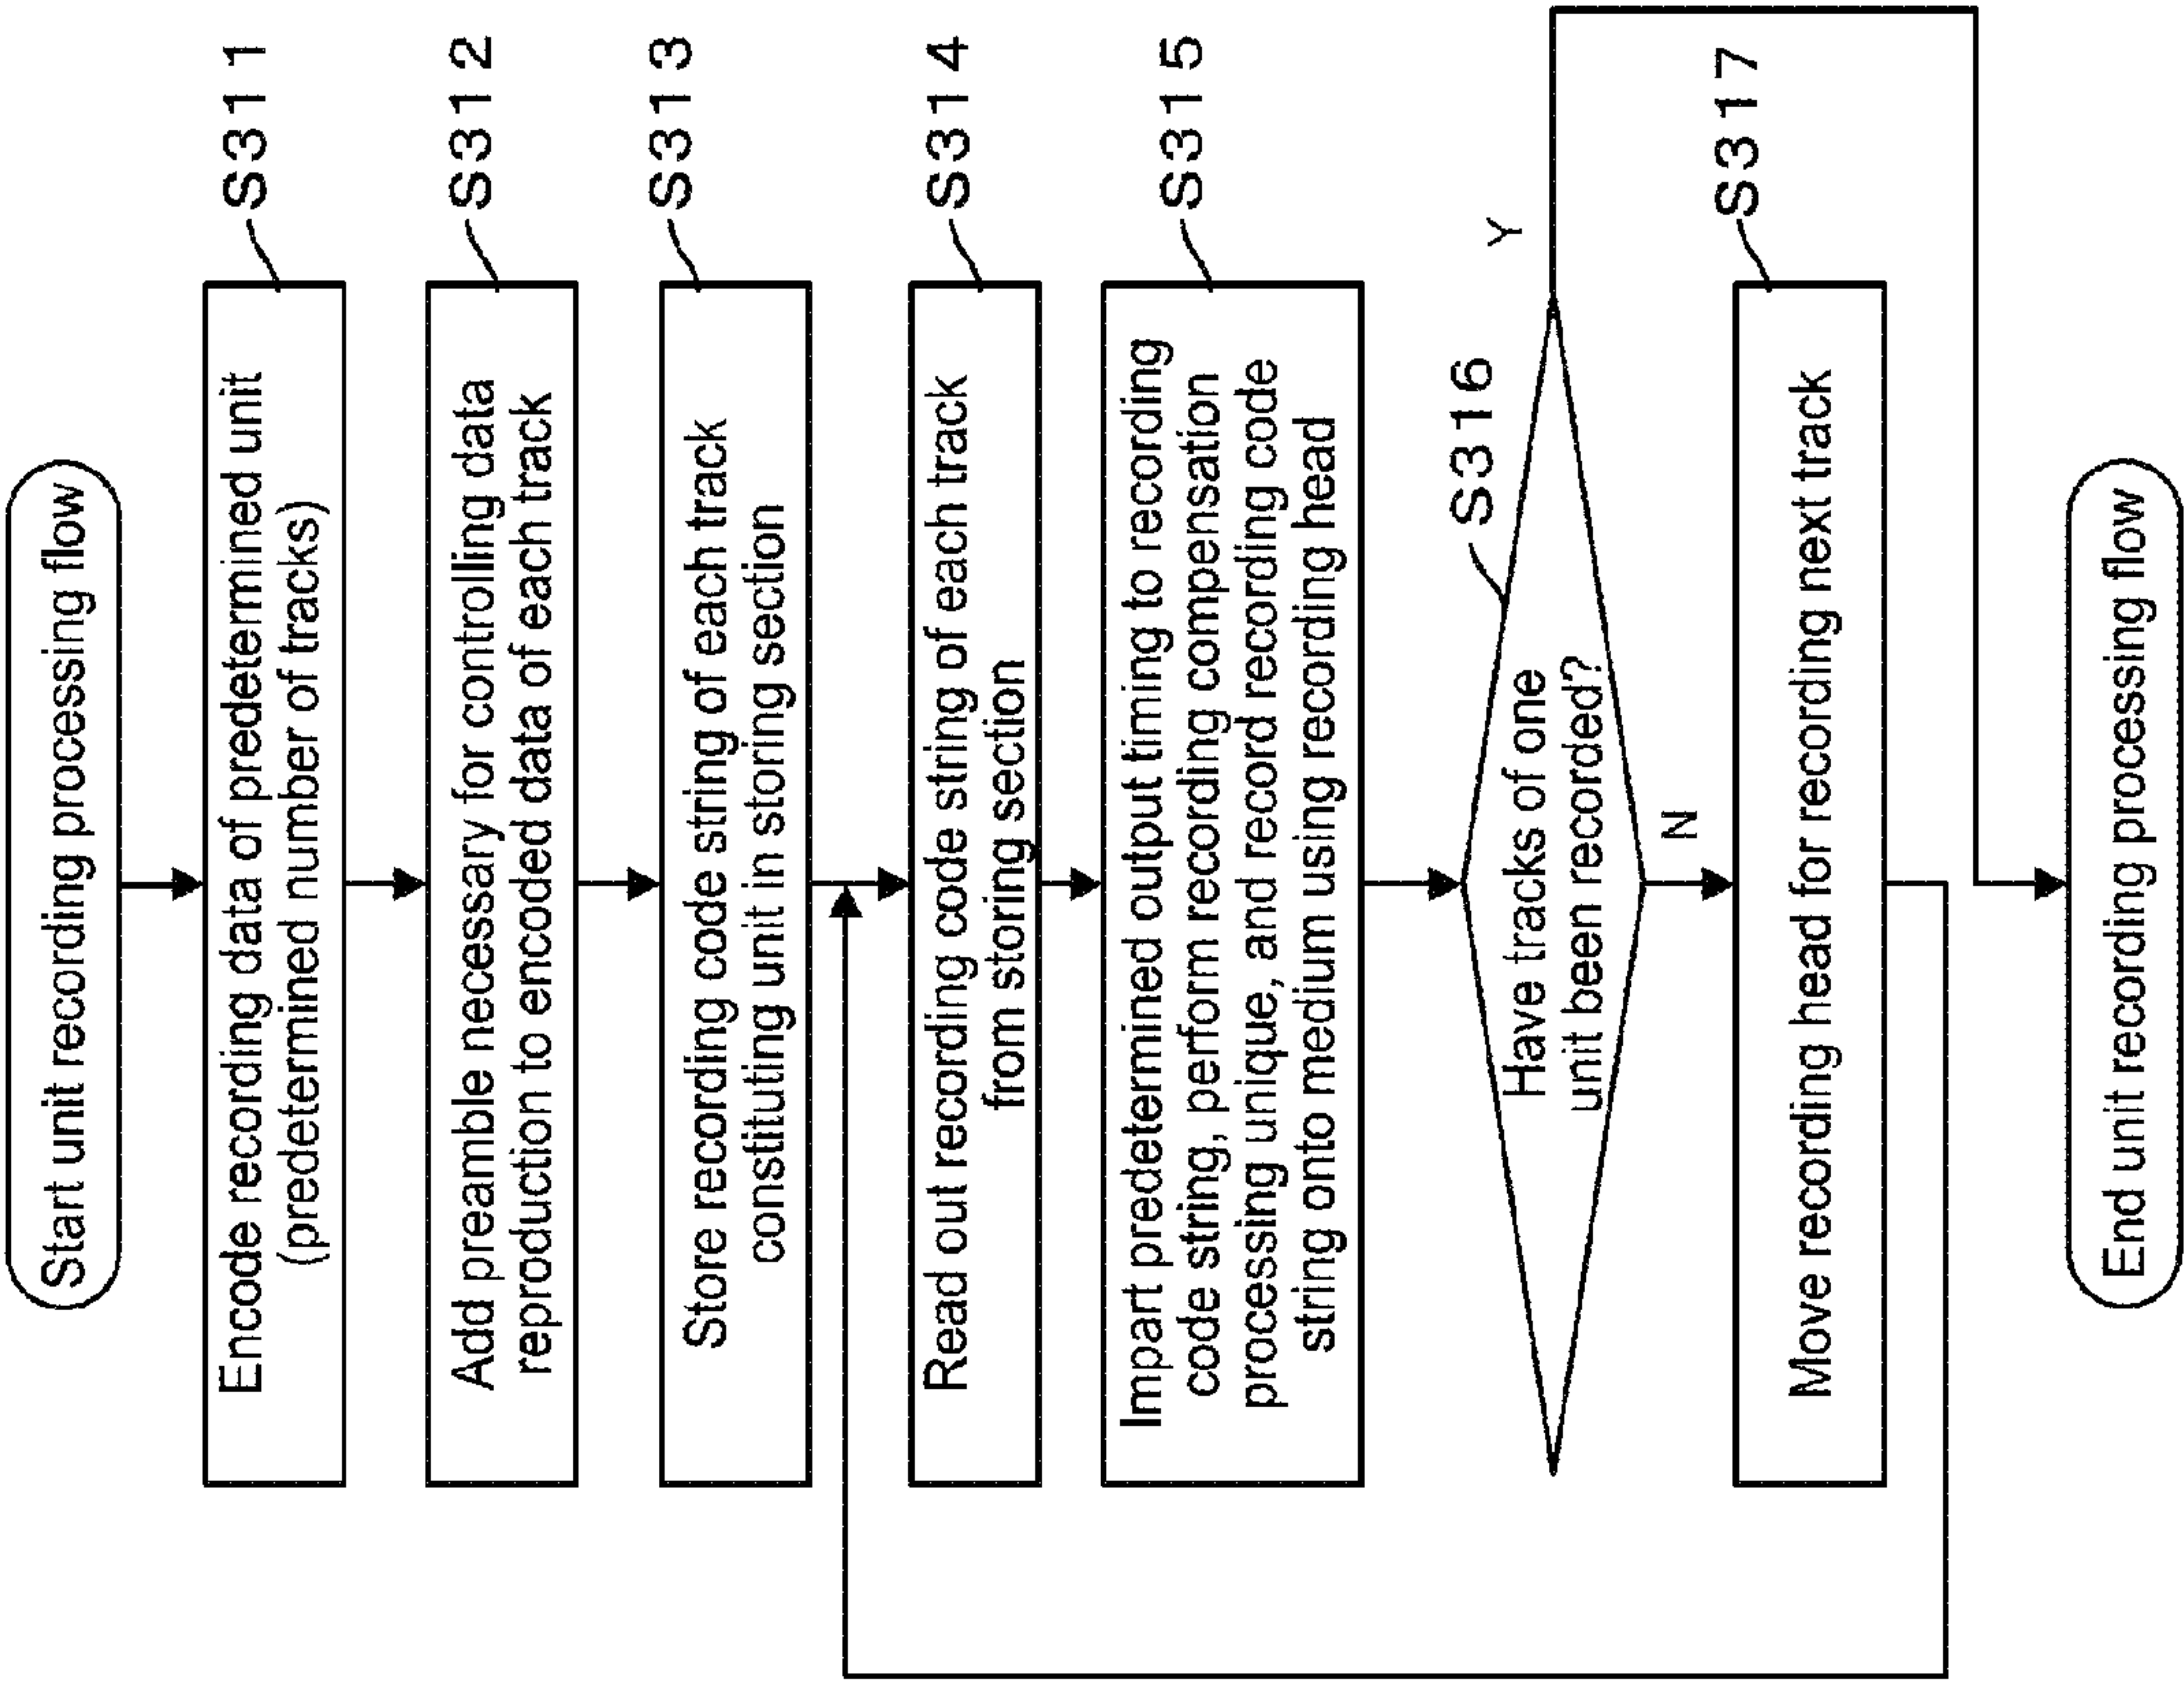 Start unit recording processing flow
S311
Encode recording data of predetermined unit
(predetermined number of tracks)
S312
Add preamble necessary for controlling data
reproduction to encoded data of each track
S313
Store recording code string of each track
constituting unit in storing section
S314
Read out recording code string of each track
from storing section
S315
Impart predetermined output timing to recording
code string, perform recording compensation
processing unique, and record recording code
string onto medium using recording head
S316
Have tracks of one
unit been recorded?
Y
N
S317
Move recording head for recording next track
End unit recording processing flow